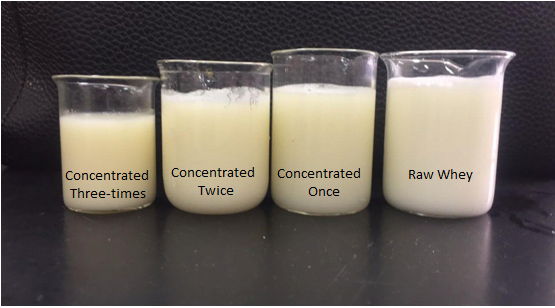 Concentrated
Three-times
Concentrated
Twice
Concentrated
Once
Raw Whey